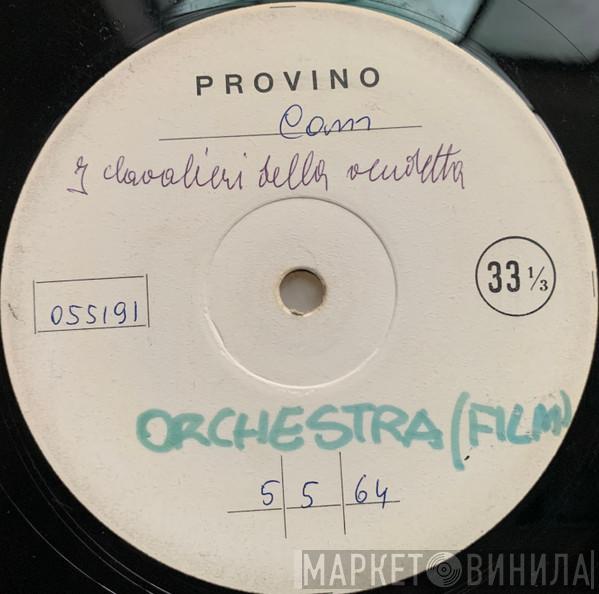 PROVINO
Cam
I cavalieri della vendetta
055191
33 1/3
ORCHESTRA (FILM)
5 5 64
МАРКЕТ ВИНИЛА